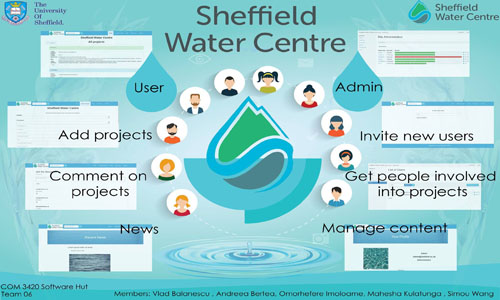 The
University
Of
Sheffield.
Sheffield
Water Centre
Sheffield
Water Centre
User
Admin
Add projects
Invite new users
Comment on
projects
Get people involved
into projects
News
Manage content
COM 3420 Software Hut
Team 06
Members: Vlad Balanescu , Andreea Bertea, Omorhefere Imoloame, Mahesha Kulatunga , Simou Wang